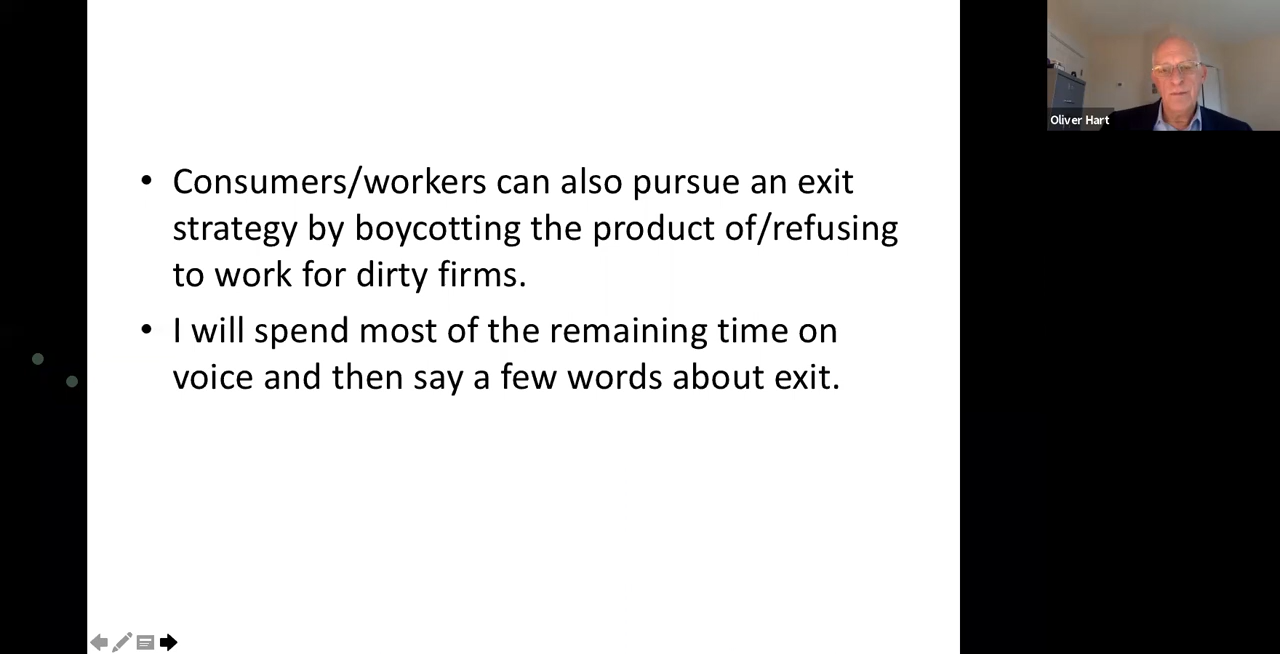 • Consumers/workers can also pursue an exit
strategy by boycotting the product of/refusing
to work for dirty firms.
• I will spend most of the remaining time on
voice and then say a few words about exit.
Oliver Hart